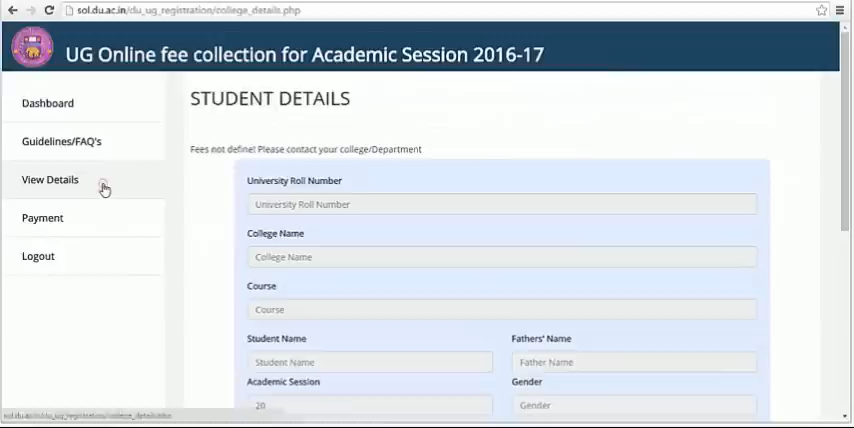 sol.du.ac.in/du_ug_registration/college_details.php
UG Online fee collection for Academic Session 2016-17
Dashboard
Guidelines/FAQ's
View Details
Payment
Logout
STUDENT DETAILS
Fees not define! Please contact your college/Department
University Roll Number
University Roll Number
College Name
College Name
Course
Course
Student Name
Fathers' Name
Student Name
Father Name
Academic Session
Gender
20
Gender